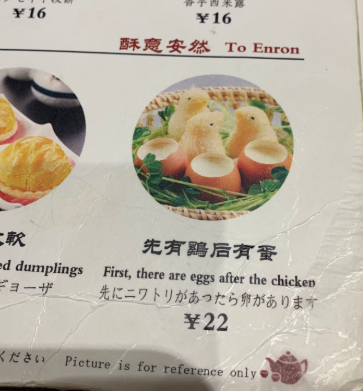 ¥16
¥16
酥意安然 To Enron
軟
ed dumplings
ギョーザ
先有鷄后有蛋
First, there are eggs after the chicken
先にニワトリがあったら卵があります
¥22
ください Picture is for reference only